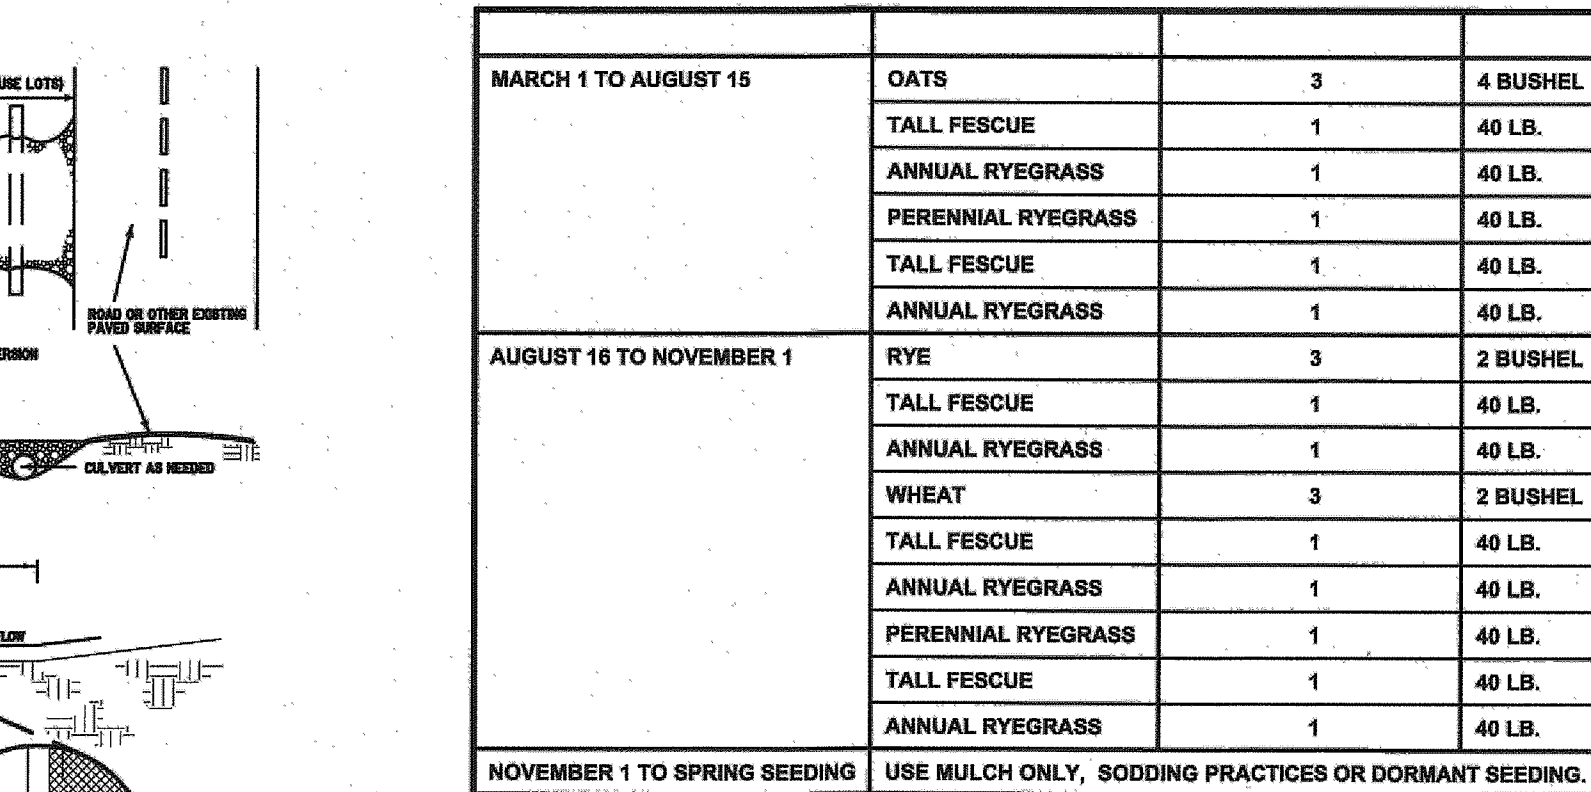 USE LOTS)
ROAD OR OTHER EXISTING
PAVED SURFACE
ERSION
CULVERT AS NEEDED
FLOW
MARCH 1 TO AUGUST 15 OATS 3 4 BUSHEL
TALL FESCUE 1 40 LB.
ANNUAL RYEGRASS 1 40 LB.
PERENNIAL RYEGRASS 1 40 LB.
TALL FESCUE 1 40 LB.
ANNUAL RYEGRASS 1 40 LB.
AUGUST 16 TO NOVEMBER 1 RYE 3 2 BUSHEL
TALL FESCUE 1 40 LB.
ANNUAL RYEGRASS 1 40 LB.
WHEAT 3 2 BUSHEL
TALL FESCUE 1 40 LB.
ANNUAL RYEGRASS 1 40 LB.
PERENNIAL RYEGRASS 1 40 LB.
TALL FESCUE 1 40 LB.
ANNUAL RYEGRASS 1 40 LB.
NOVEMBER 1 TO SPRING SEEDING USE MULCH ONLY, SODDING PRACTICES OR DORMANT SEEDING.